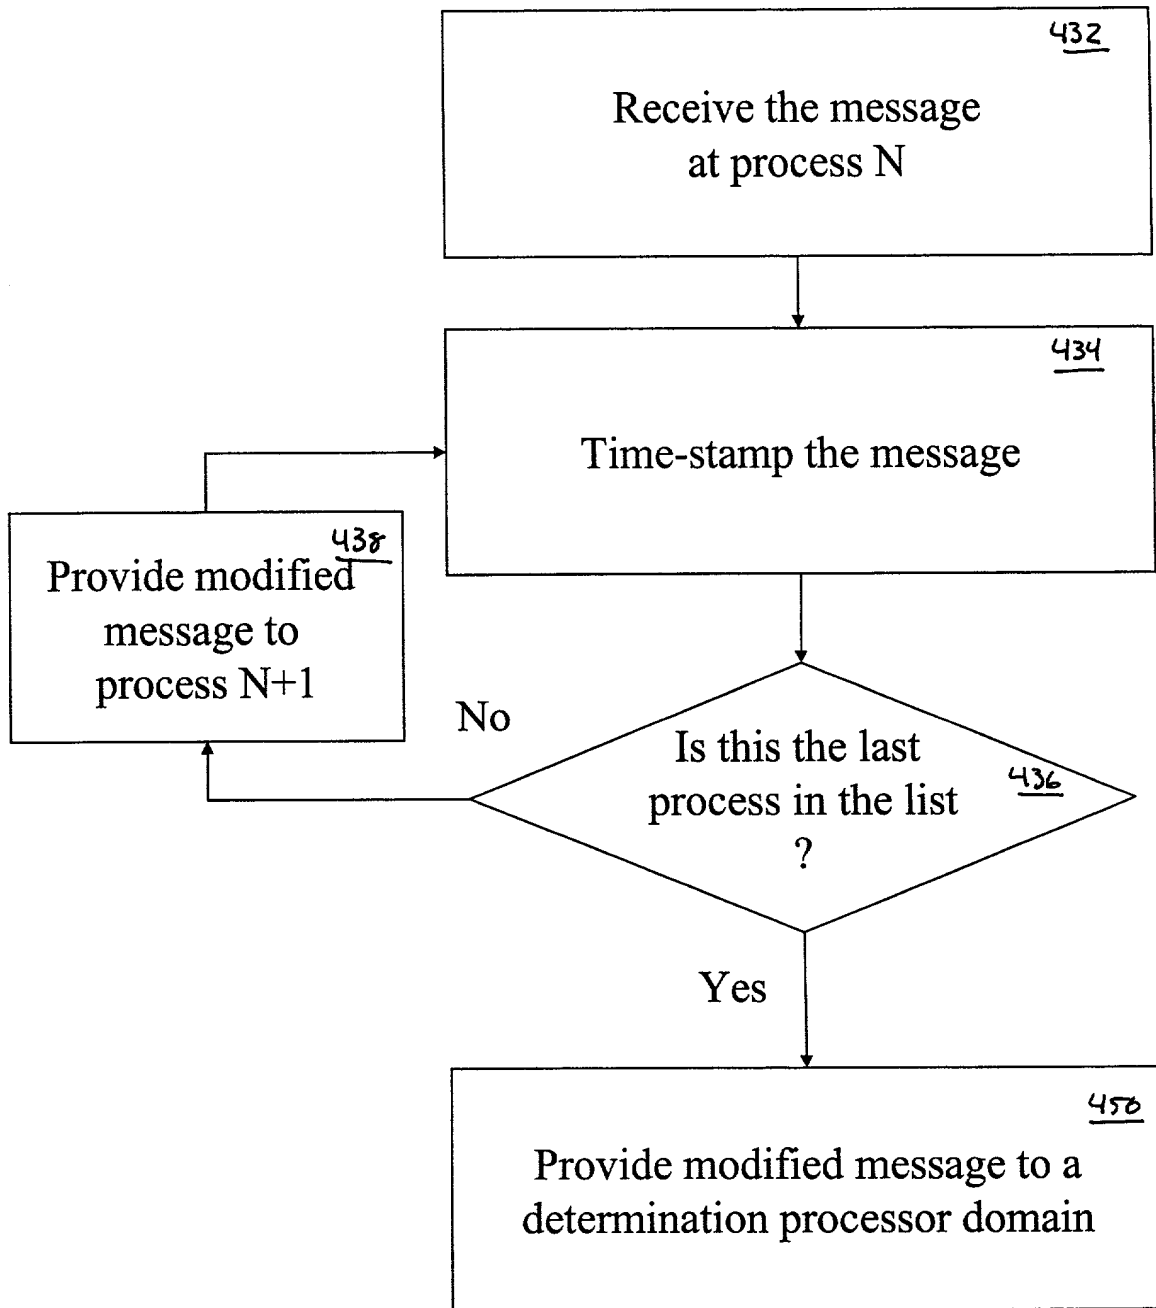 432
Receive the message
at process N
434
Time-stamp the message
438
Provide modified
message to
process N+1
No
Is this the last
process in the list
436
?
Yes
450
Provide modified message to a
determination processor domain